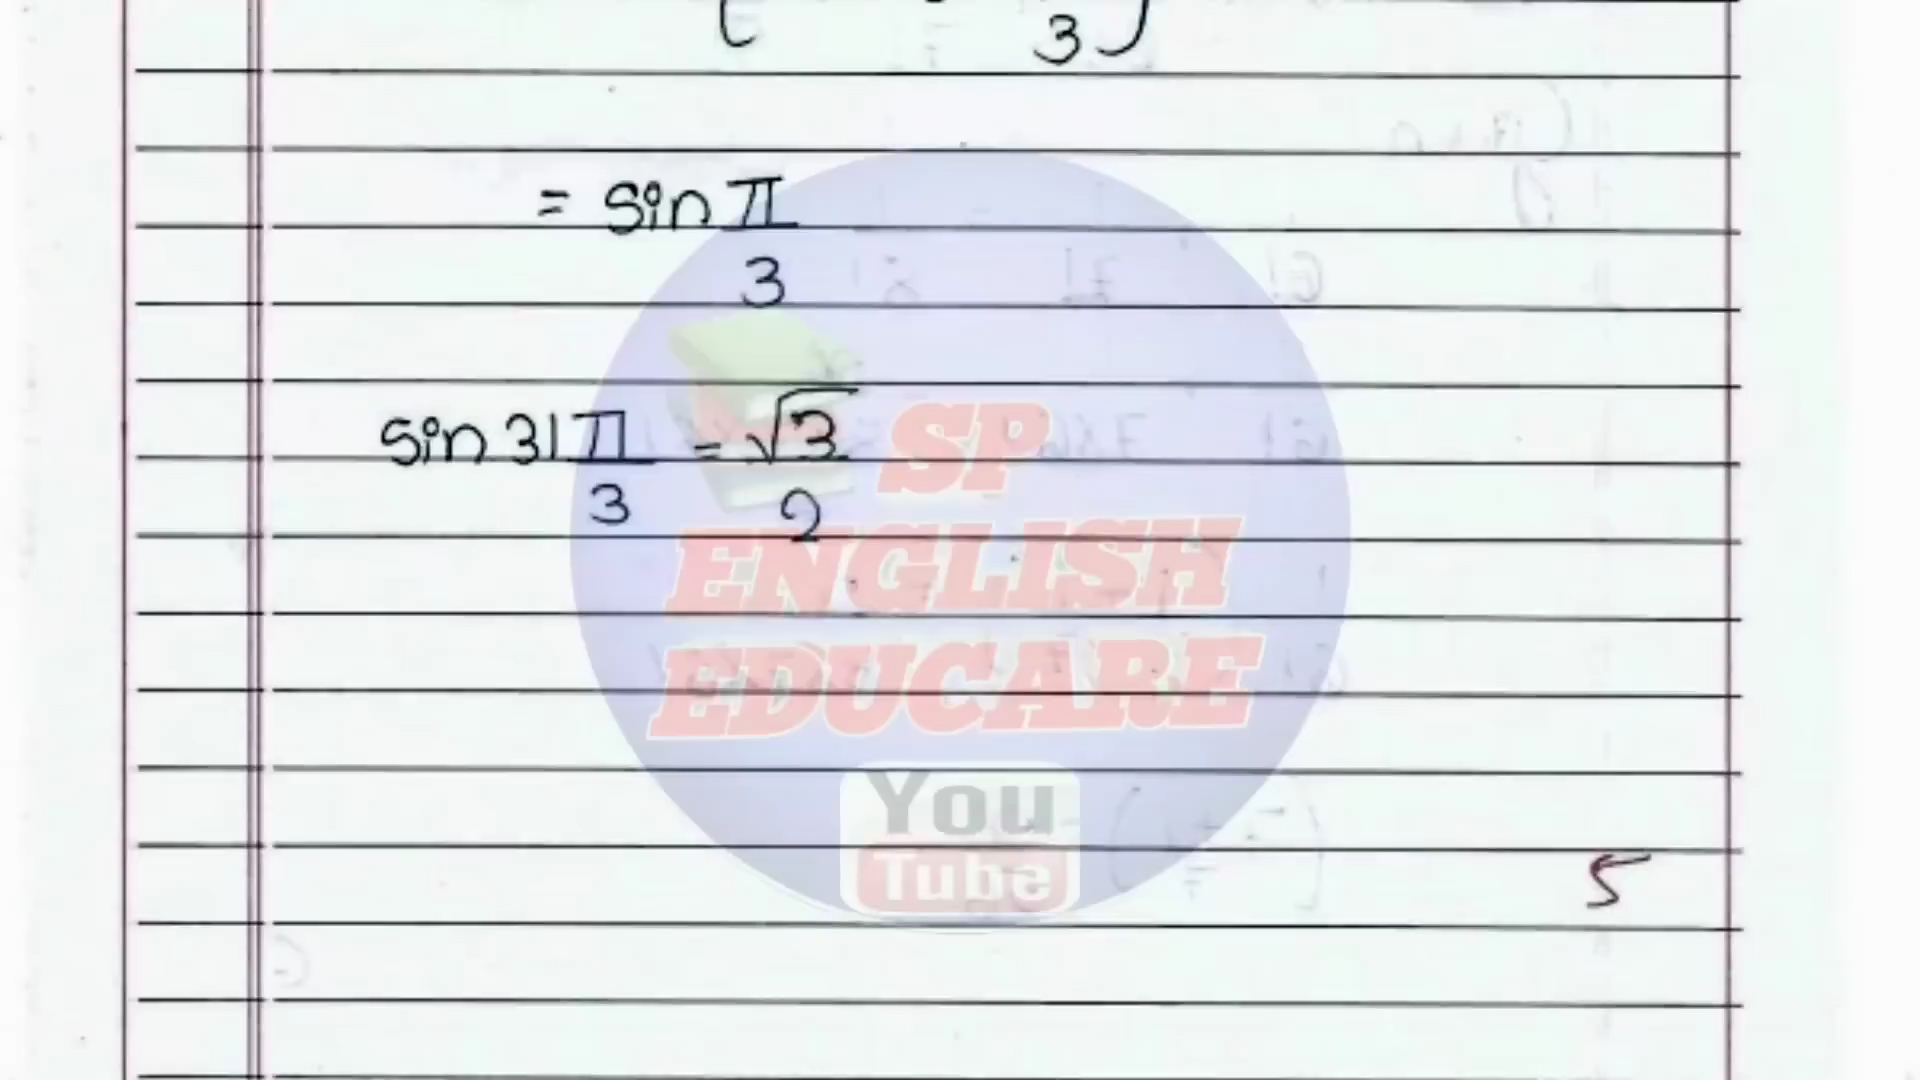 ( 3 )
= sin π/3
sin 31π/3 = √3/2
SP
ENGLISH
EDUCARE
You
Tube
5